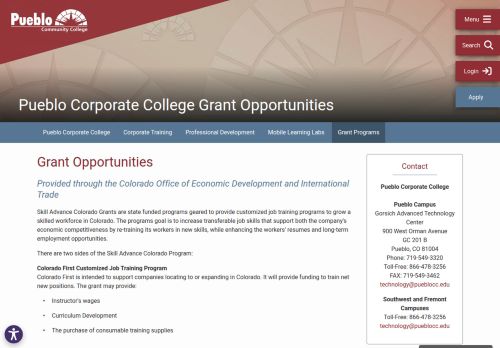 Pueblo
Community College
Menu
Search
Login
Apply
Pueblo Corporate College Grant Opportunities
Pueblo Corporate College
Corporate Training
Professional Development
Mobile Learning Labs
Grant Programs
Grant Opportunities
Provided through the Colorado Office of Economic Development and International
Trade
Skill Advance Colorado Grants are state funded programs geared to provide customized job training programs to grow a
skilled workforce in Colorado. The programs goal is to increase transferable job skills that support both the company's
economic competitiveness by re-training its workers in new skills, while enhancing the workers' resumes and long-term
employment opportunities.
There are two sides of the Skill Advance Colorado Program:
Colorado First Customized Job Training Program
Colorado First is intended to support companies locating to or expanding in Colorado. It will provide funding to train net
new positions. The grant may provide:
• Instructor's wages
• Curriculum Development
• The purchase of consumable training supplies
Contact
Pueblo Corporate College
Pueblo Campus
Gorsich Advanced Technology
Center
900 West Orman Avenue
GC 201 B
Pueblo, CO 81004
Phone: 719-549-3320
Toll-Free: 866-478-3256
FAX: 719-549-3462
technology@pueblocc.edu
Southwest and Fremont
Campuses
Toll-Free: 866-478-3256
technology@pueblocc.edu